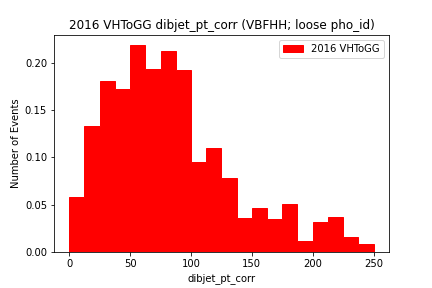 2016 VHToGG dibjet_pt_corr (VBFHH; loose pho_id)
2016 VHToGG
0.20
0.15
0.10
0.05
0.00
Number of Events
0 50 100 150 200 250
dibjet_pt_corr